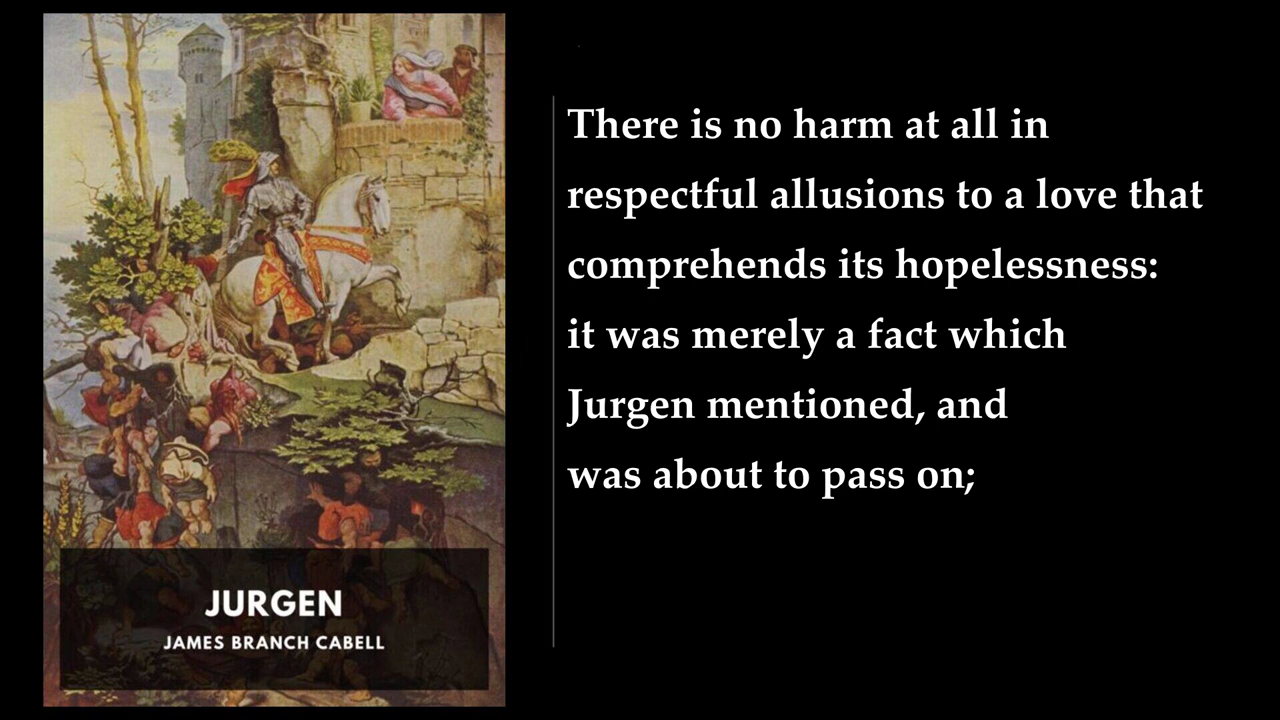 JURGEN
JAMES BRANCH CABELL
There is no harm at all in
respectful allusions to a love that
comprehends its hopelessness:
it was merely a fact which
Jurgen mentioned, and
was about to pass on;